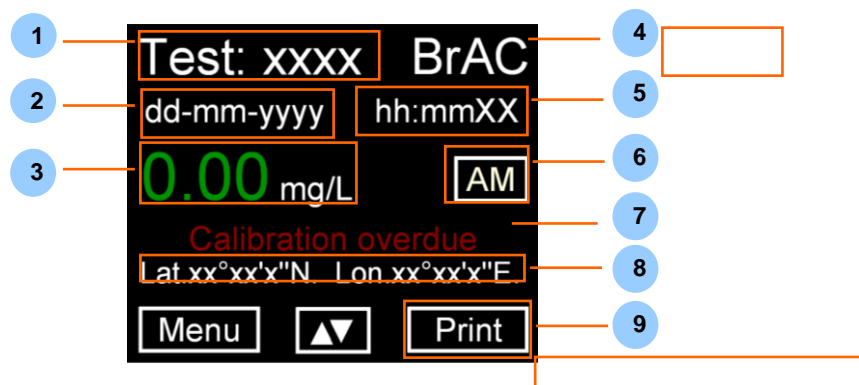 1
Test: xxxx BrAC
4
2
dd-mm-yyyy hh:mmXX
5
3
0.00 mg/L
AM
6
7
Calibration overdue
Lat.xx°xx'x"N. Lon.xx°xx'x"E.
8
Menu ▲▼ Print
9